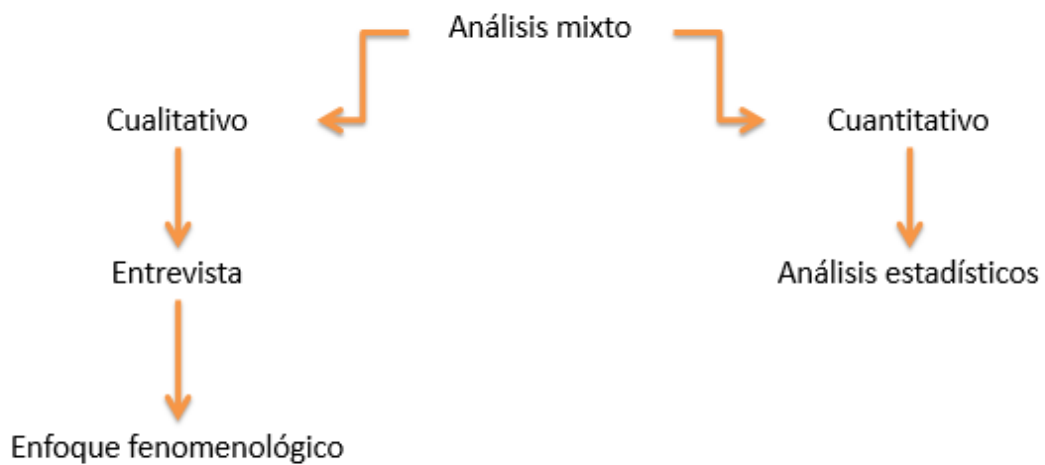 Análisis mixto
Cualitativo
Cuantitativo
Entrevista
Análisis estadísticos
Enfoque fenomenológico